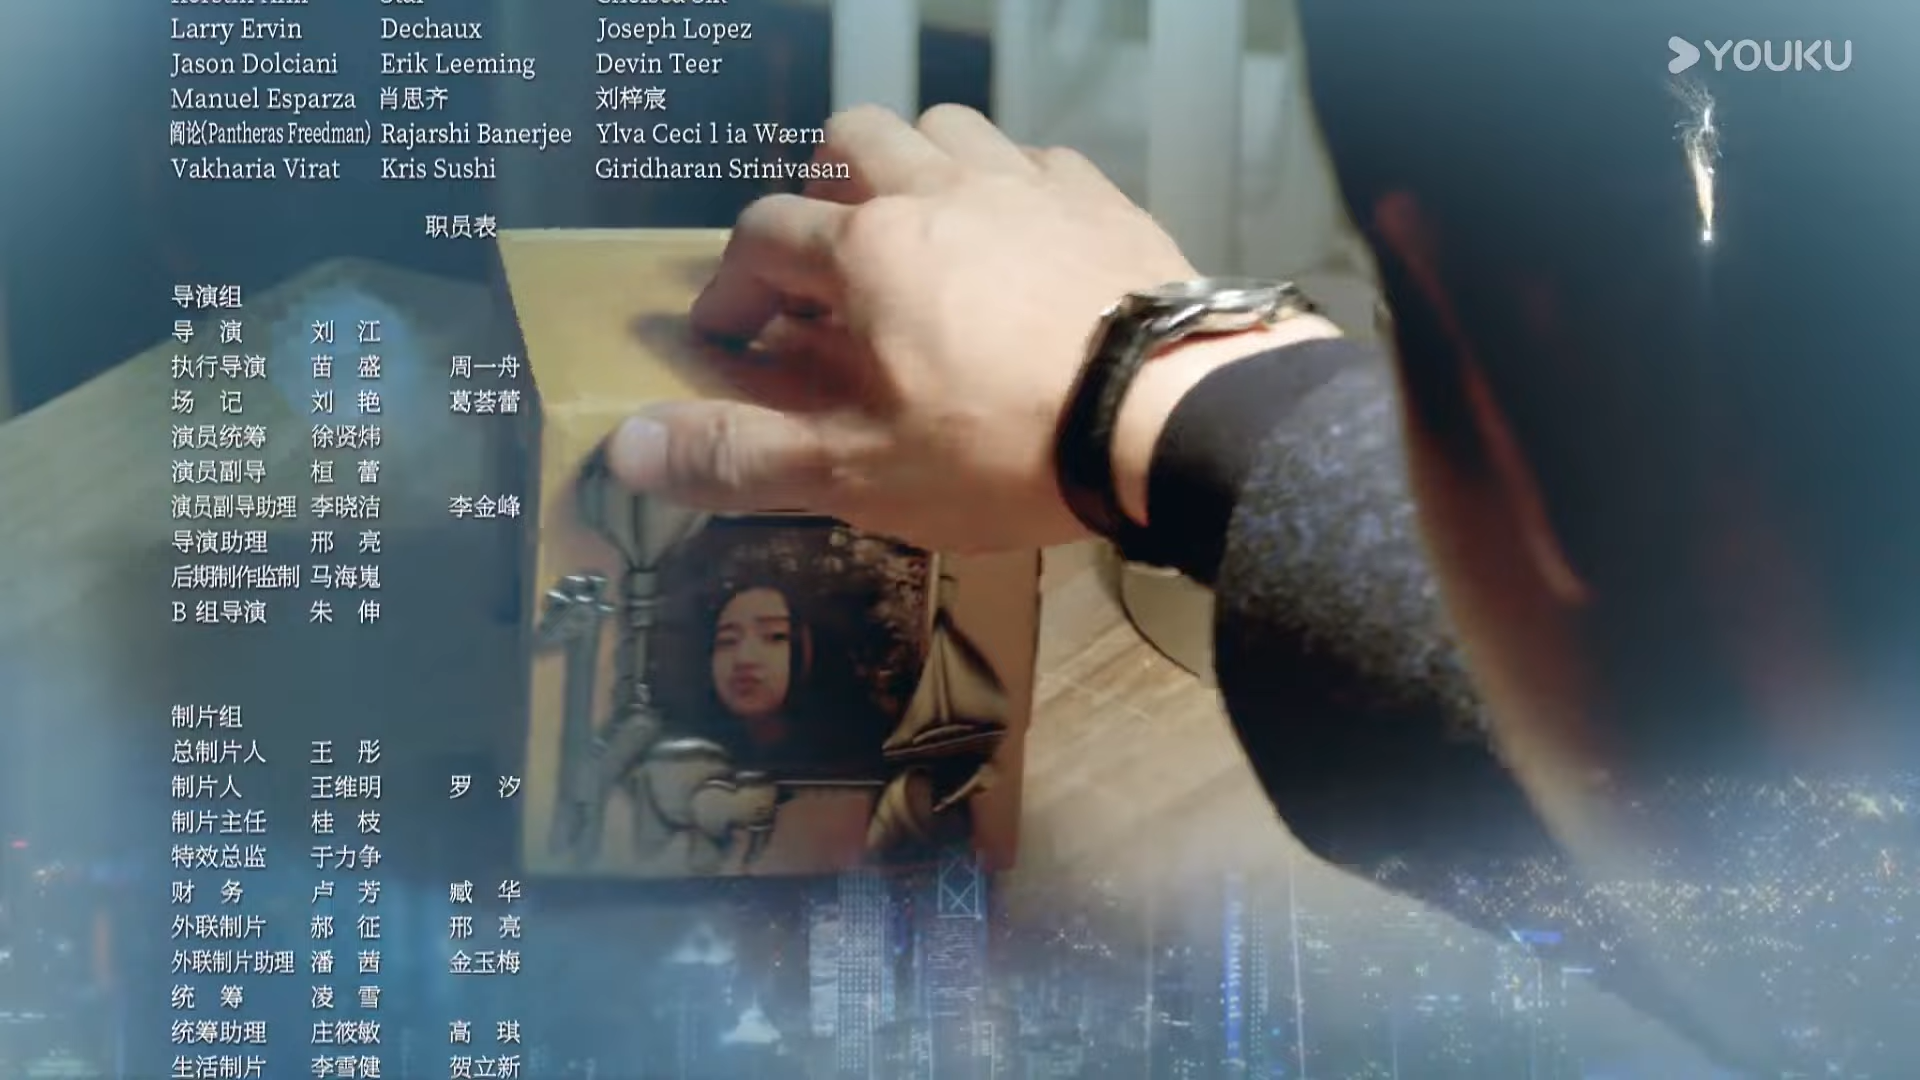 YOUKU
Larry Ervin Dechaux Joseph Lopez
Jason Dolciani Erik Leeming Devin Teer
Manuel Esparza 肖思齐 刘梓宸
阎论(Pantheras Freedman) Rajarshi Banerjee Ylva Ceci l ia Wærn
Vakharia Virat Kris Sushi Giridharan Srinivasan
职员表
导演组
导 演 刘 江
执行导演 苗 盛 周一舟
场 记 刘 艳 葛荟蕾
演员统筹 徐贤炜
演员副导 桓 蕾
演员副导助理 李晓洁 李金峰
导演助理 邢 亮
后期制作监制 马海嵬
B 组导演 朱 伸
制片组
总制片人 王 彤
制片人 王维明 罗 汐
制片主任 桂 枝
特效总监 于力争
财 务 卢 芳 臧 华
外联制片 郝 征 邢 亮
外联制片助理 潘 茜 金玉梅
统 筹 凌 雪
统筹助理 庄筱敏 高 琪
生活制片 李雪健 贺立新